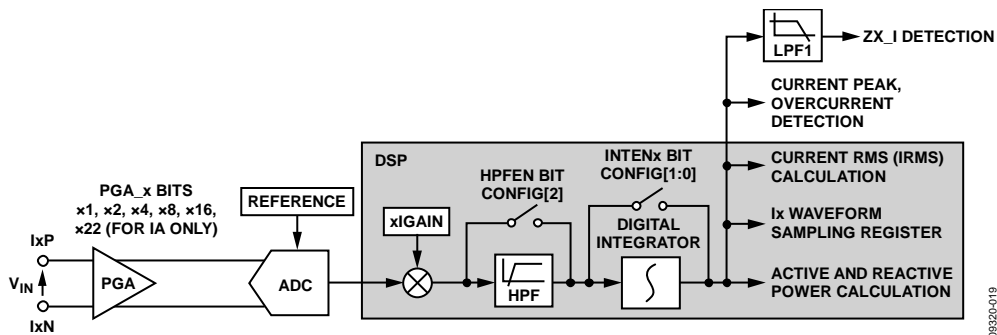 LPF1
ZX_I DETECTION
CURRENT PEAK,
OVERCURRENT
DETECTION
DSP
HPFEN BIT
CONFIG[2]
INTENx BIT
CONFIG[1:0]
CURRENT RMS (IRMS)
CALCULATION
PGA_x BITS
×1, ×2, ×4, ×8, ×16,
×22 (FOR IA ONLY)
REFERENCE
xIGAIN
DIGITAL
INTEGRATOR
Ix WAVEFORM
SAMPLING REGISTER
IxP
VIN
IxN
PGA
ADC
HPF
ACTIVE AND REACTIVE
POWER CALCULATION
09320-019